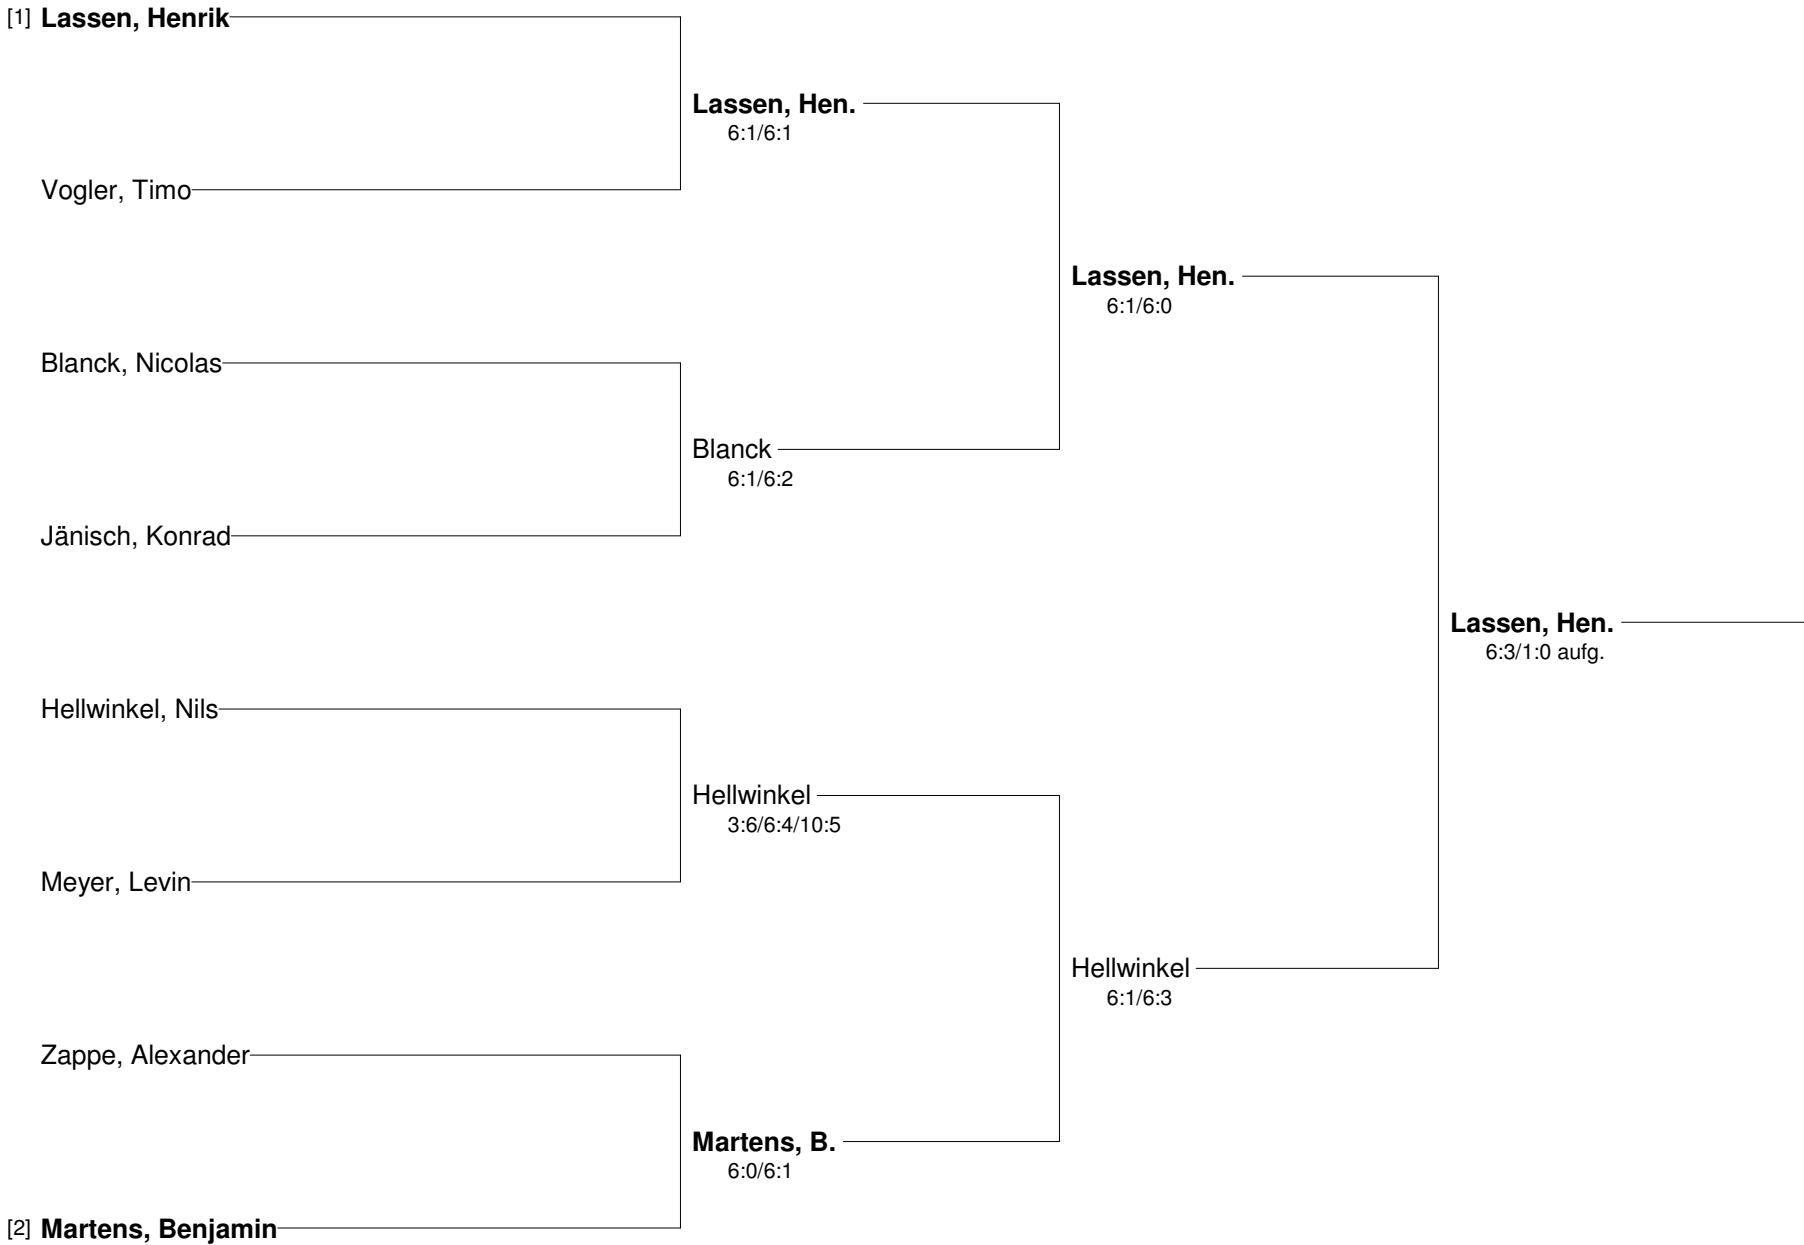 [1] Lassen, Henrik
Lassen, Hen.
6:1/6:1
Vogler, Timo
Lassen, Hen.
6:1/6:0
Blanck, Nicolas
Blanck
6:1/6:2
Jänisch, Konrad
Lassen, Hen.
6:3/1:0 aufg.
Hellwinkel, Nils
Hellwinkel
3:6/6:4/10:5
Meyer, Levin
Hellwinkel
6:1/6:3
Zappe, Alexander
Martens, B.
6:0/6:1
[2] Martens, Benjamin